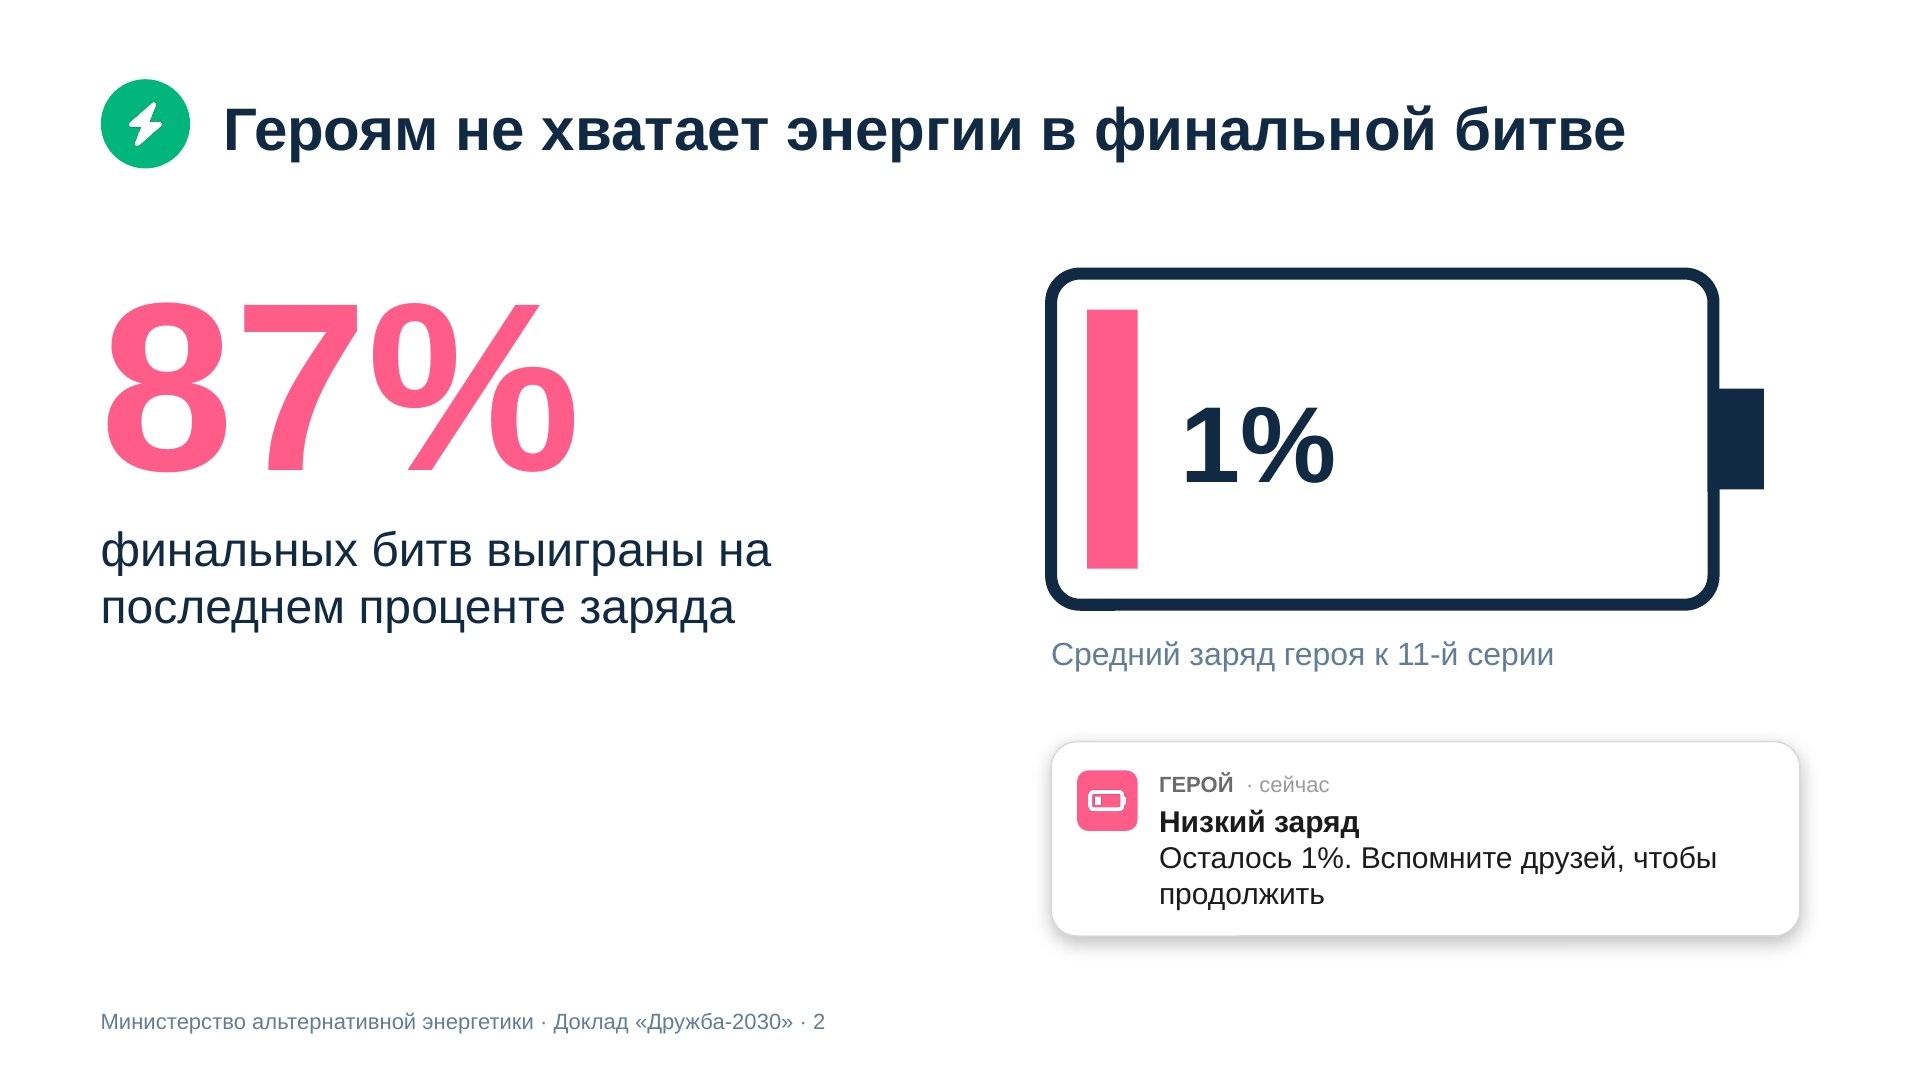 Героям не хватает энергии в финальной битве
87%
финальных битв выиграны на
последнем проценте заряда
1%
Средний заряд героя к 11-й серии
ГЕРОЙ · сейчас
Низкий заряд
Осталось 1%. Вспомните друзей, чтобы
продолжить
Министерство альтернативной энергетики · Доклад «Дружба-2030» · 2